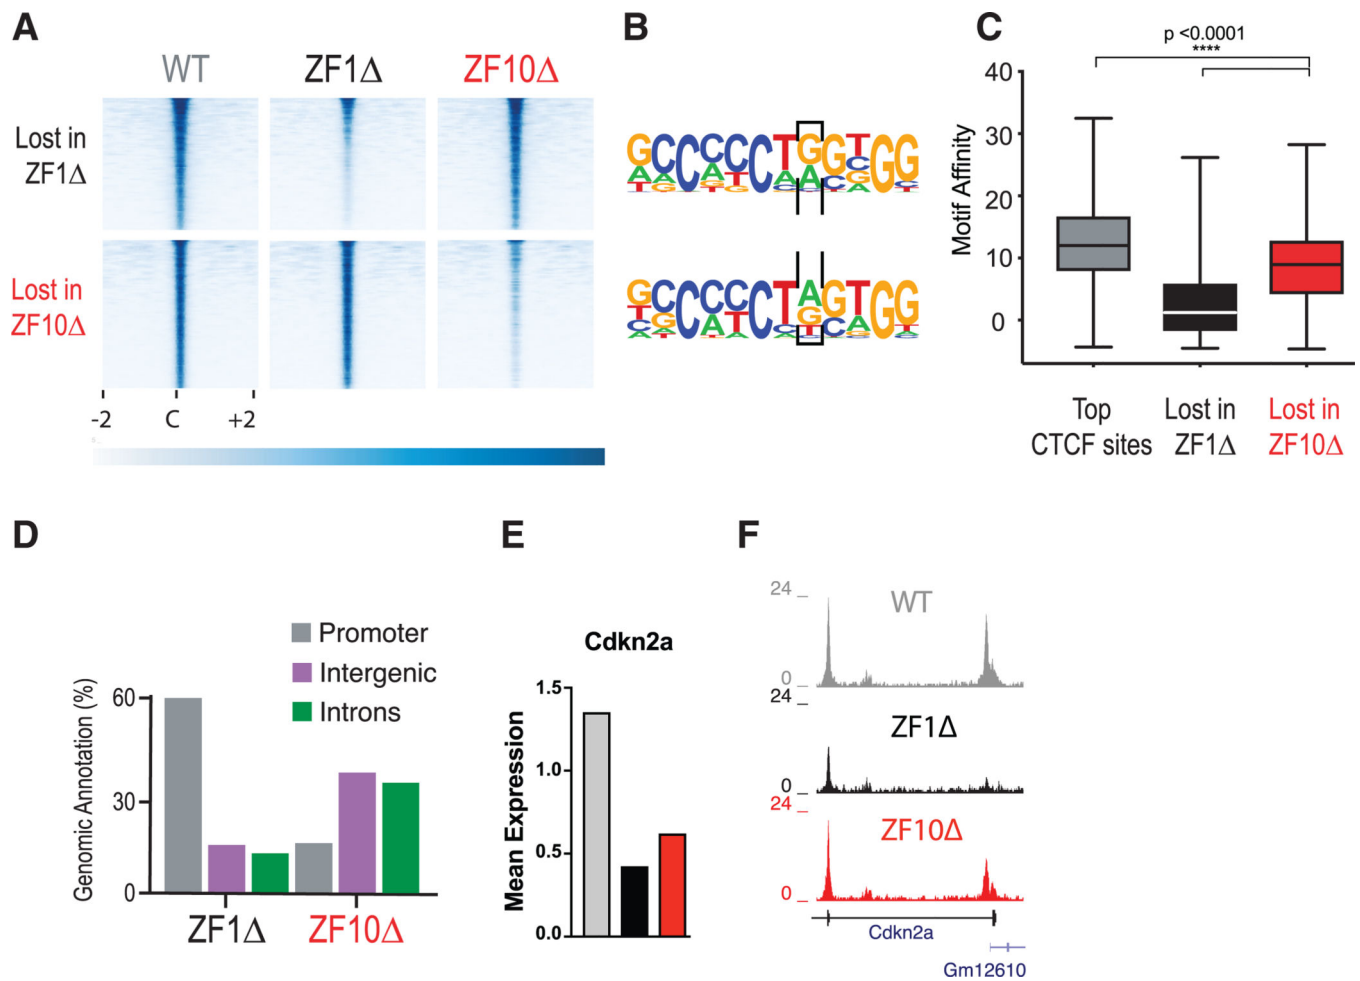 A
WT
ZF1Δ
ZF10Δ
Lost in
ZF1Δ
Lost in
ZF10Δ
-2
C
+2
B
C
p <0.0001
****
Motif Affinity
40
30
20
10
0
Top
CTCF sites
Lost in
ZF1Δ
Lost in
ZF10Δ
D
Genomic Annotation (%)
60
30
0
Promoter
Intergenic
Introns
ZF1Δ
ZF10Δ
E
Cdkn2a
Mean Expression
1.5
1.0
0.5
0.0
F
24
WT
0
24
ZF1Δ
0
24
ZF10Δ
0
Cdkn2a
Gm12610